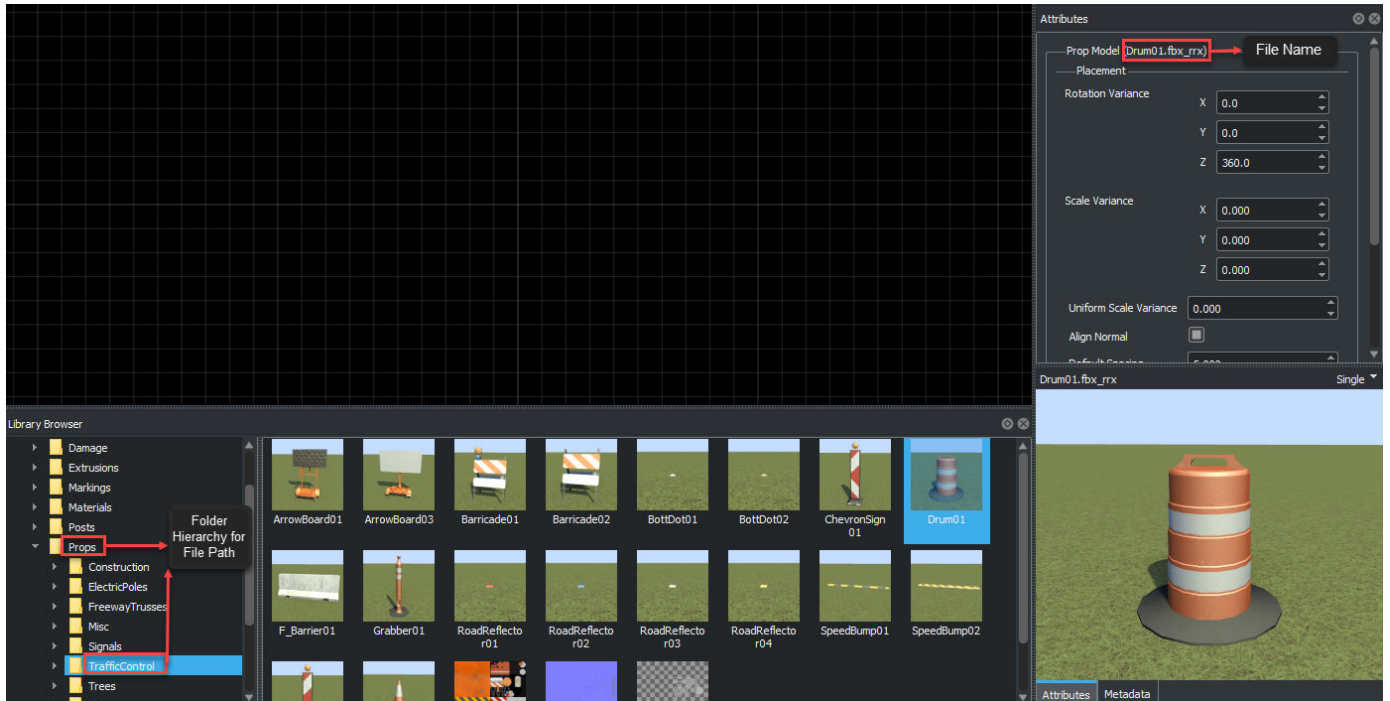 Attributes
Prop Model (Drum01.fbx_rrx)
File Name
Placement
Rotation Variance
X 0.0
Y 0.0
Z 360.0
Scale Variance
X 0.000
Y 0.000
Z 0.000
Uniform Scale Variance 0.000
Align Normal
Default Spacing 5.000
Drum01.fbx_rrx Single
Attributes Metadata
Library Browser
Damage
Extrusions
Markings
Materials
Posts
Props
Construction
ElectricPoles
FreewayTrusses
Misc
Signals
TrafficControl
Trees
Folder
Hierarchy for
File Path
ArrowBoard01 ArrowBoard03 Barricade01 Barricade02 BottDot01 BottDot02 ChevronSign
01 Drum01
F_Barrier01 Grabber01 RoadReflecto
r01 RoadReflecto
r02 RoadReflecto
r03 RoadReflecto
r04 SpeedBump01 SpeedBump02